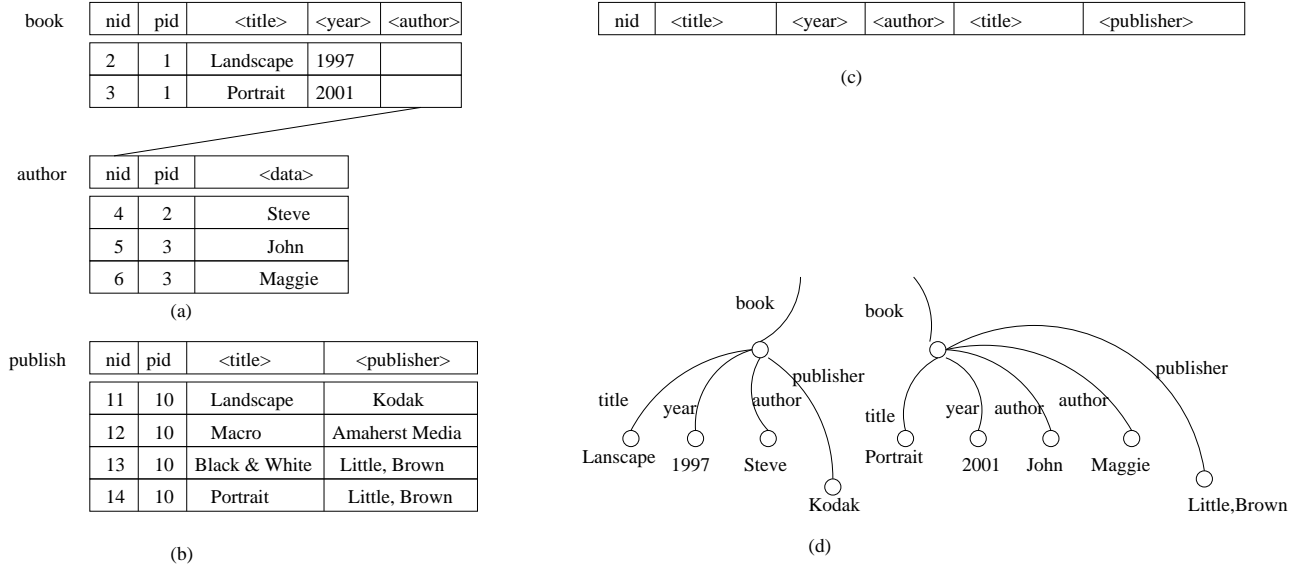 book nid pid <title> <year> <author>
2 1 Landscape 1997
3 1 Portrait 2001
author nid pid <data>
4 2 Steve
5 3 John
6 3 Maggie
(a)
publish nid pid <title> <publisher>
11 10 Landscape Kodak
12 10 Macro Amaherst Media
13 10 Black & White Little, Brown
14 10 Portrait Little, Brown
(b)
nid <title> <year> <author> <title> <publisher>
(c)
book book
title year author publisher title year author author publisher
Lanscape 1997 Steve Kodak Portrait 2001 John Maggie Little,Brown
(d)